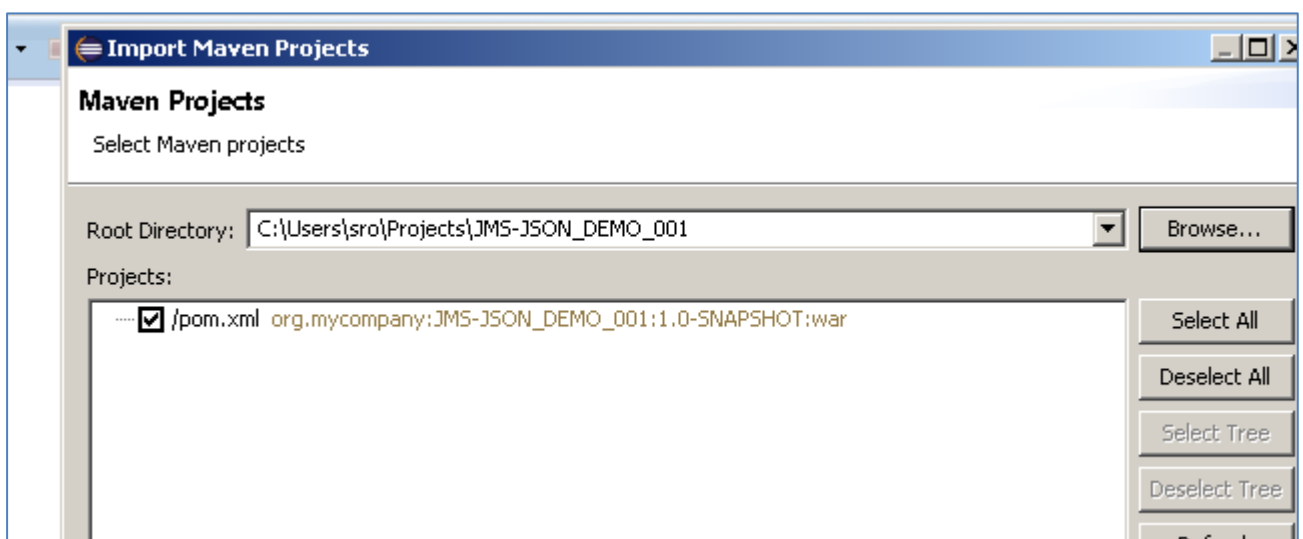 Import Maven Projects
Maven Projects
Select Maven projects
Root Directory: C:\Users\sro\Projects\JMS-JSON_DEMO_001 Browse...
Projects:
/pom.xml org.mycompany:JMS-JSON_DEMO_001:1.0-SNAPSHOT:war
Select All
Deselect All
Select Tree
Deselect Tree